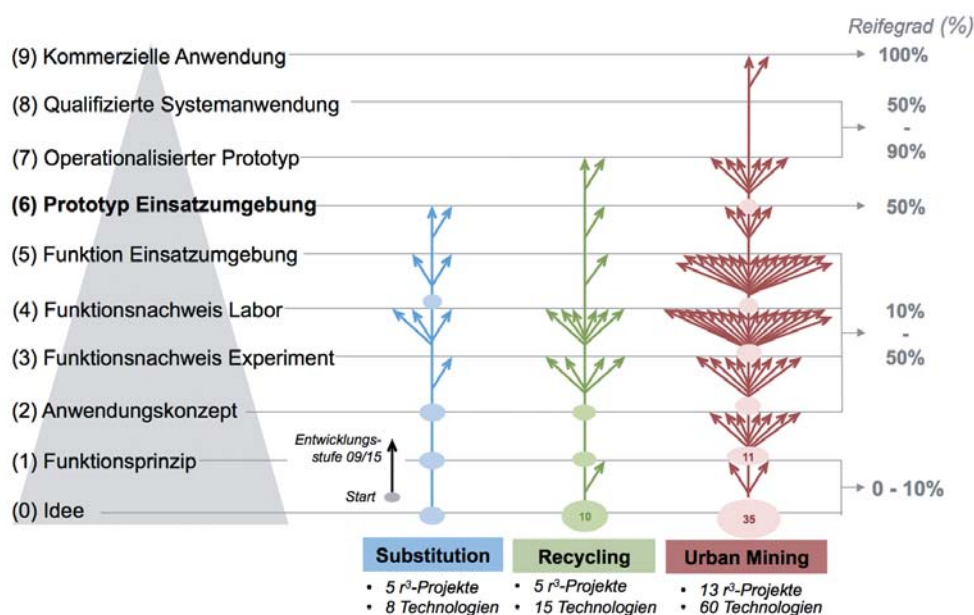 Reifegrad (%)
(9) Kommerzielle Anwendung
100%
(8) Qualifizierte Systemanwendung
50%
-
(7) Operationalisierter Prototyp
90%
(6) Prototyp Einsatzumgebung
50%
(5) Funktion Einsatzumgebung
(4) Funktionsnachweis Labor
10%
-
(3) Funktionsnachweis Experiment
50%
(2) Anwendungskonzept
Entwicklungs-
stufe 09/15
(1) Funktionsprinzip
11
Start
0 - 10%
(0) Idee
10
35
Substitution
Recycling
Urban Mining
• 5 r³-Projekte
• 8 Technologien
• 5 r³-Projekte
• 15 Technologien
• 13 r³-Projekte
• 60 Technologien